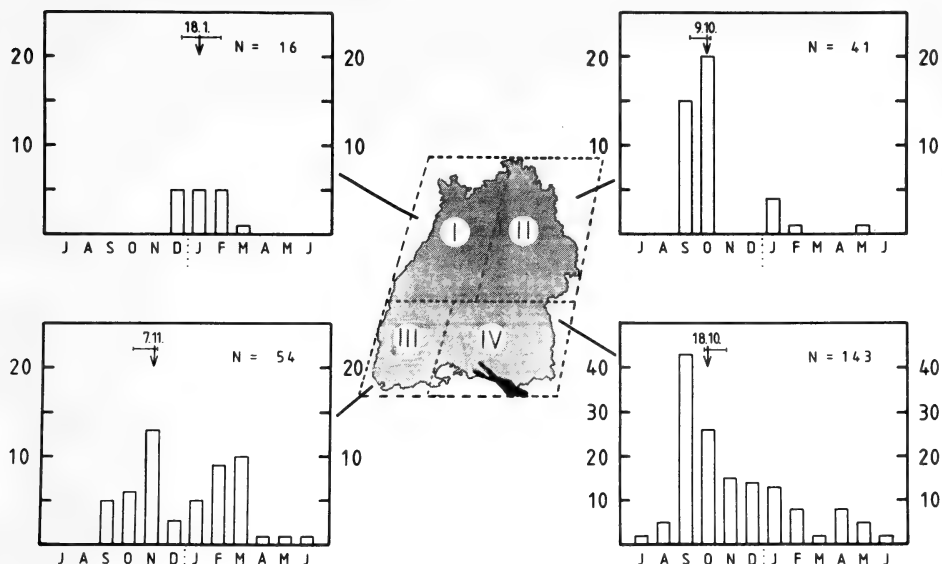 18.1.
N = 16
20
10
J A S O N D J F M A M J
20
10
9.10.
N = 41
20
10
S O N D J F M A M J
20
10
I
II
III
IV
7.11.
N = 54
10
J A S O N D J F M A M J
20
10
18.10.
N = 143
40
30
20
10
J A S O N D J F M A M J
40
30
20
10